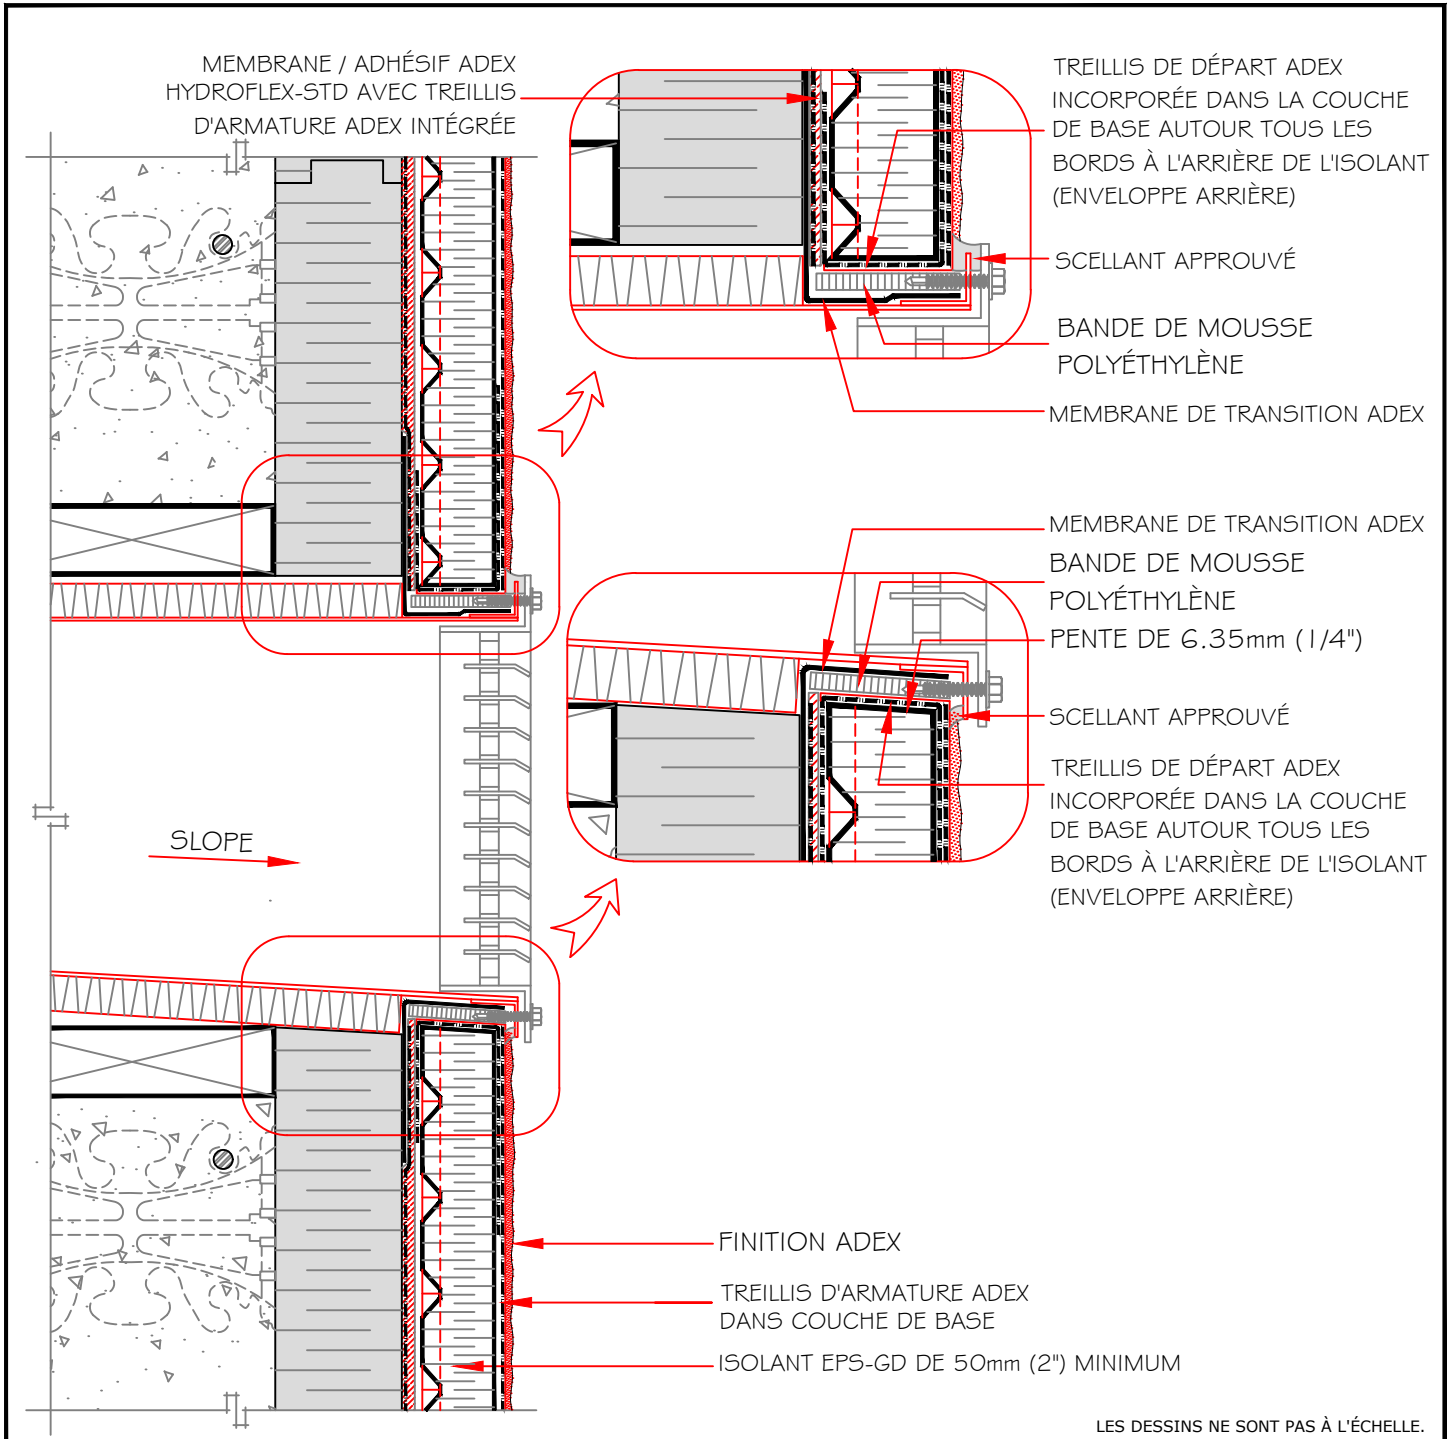 MEMBRANE / ADHÉSIF ADEX
HYDROFLEX-STD AVEC TREILLIS
D'ARMATURE ADEX INTÉGRÉE
TREILLIS DE DÉPART ADEX
INCORPORÉE DANS LA COUCHE
DE BASE AUTOUR TOUS LES
BORDS À L'ARRIÈRE DE L'ISOLANT
(ENVELOPPE ARRIÈRE)
SCELLANT APPROUVÉ
BANDE DE MOUSSE
POLYÉTHYLÈNE
MEMBRANE DE TRANSITION ADEX
MEMBRANE DE TRANSITION ADEX
BANDE DE MOUSSE
POLYÉTHYLÈNE
PENTE DE 6.35mm (1/4")
SCELLANT APPROUVÉ
TREILLIS DE DÉPART ADEX
INCORPORÉE DANS LA COUCHE
DE BASE AUTOUR TOUS LES
BORDS À L'ARRIÈRE DE L'ISOLANT
(ENVELOPPE ARRIÈRE)
SLOPE
FINITION ADEX
TREILLIS D'ARMATURE ADEX
DANS COUCHE DE BASE
ISOLANT EPS-GD DE 50mm (2") MINIMUM
LES DESSINS NE SONT PAS À L'ÉCHELLE.